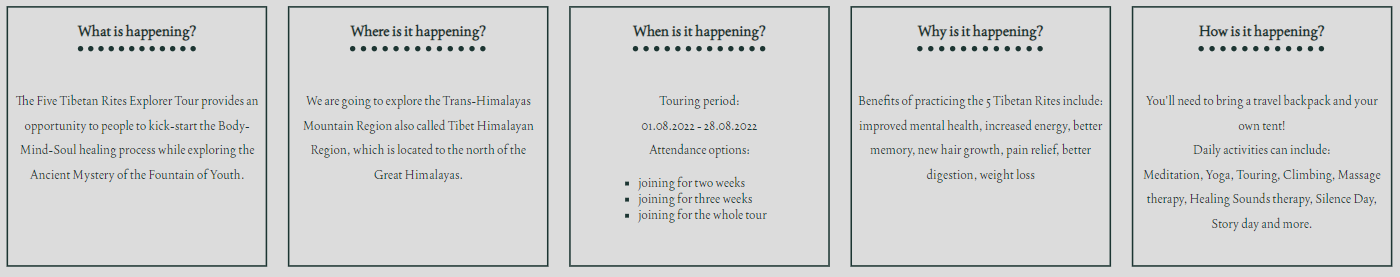 What is happening?
The Five Tibetan Rites Explorer Tour provides an
opportunity to people to kick-start the Body-
Mind-Soul healing process while exploring the
Ancient Mystery of the Fountain of Youth.
Where is it happening?
We are going to explore the Trans-Himalayas
Mountain Region also called Tibet Himalayan
Region, which is located to the north of the
Great Himalayas.
When is it happening?
Touring period:
01.08.2022 - 28.08.2022
Attendance options:
joining for two weeks
joining for three weeks
joining for the whole tour
Why is it happening?
Benefits of practicing the 5 Tibetan Rites include:
improved mental health, increased energy, better
memory, new hair growth, pain relief, better
digestion, weight loss
How is it happening?
You'll need to bring a travel backpack and your
own tent!
Daily activities can include:
Meditation, Yoga, Touring, Climbing, Massage
therapy, Healing Sounds therapy, Silence Day,
Story day and more.